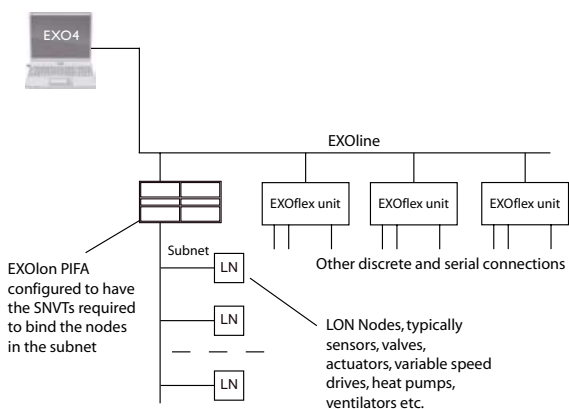 EXO4
EXOline
EXOflex unit
EXOflex unit
EXOflex unit
Other discrete and serial connections
EXOlon PIFA
configured to have
the SNVTs required
to bind the nodes
in the subnet
Subnet
LN
LN
LN
LON Nodes, typically
sensors, valves,
actuators, variable speed
drives, heat pumps,
ventilators etc.